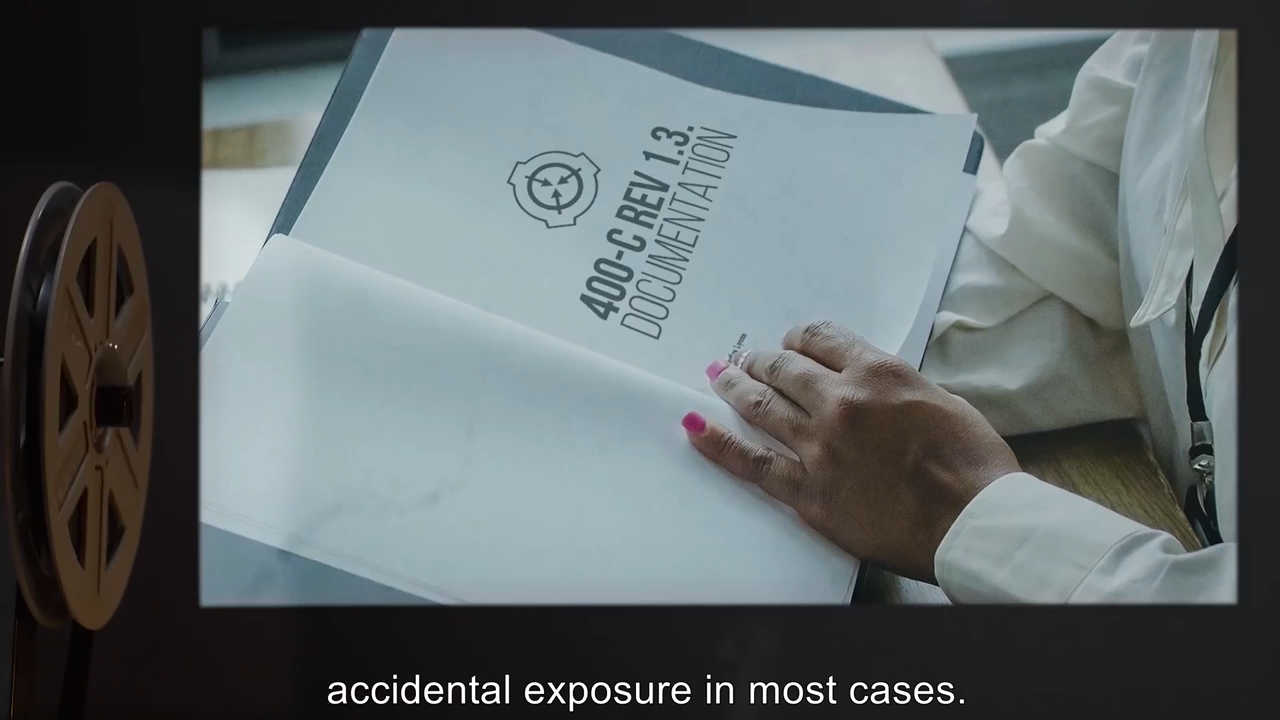 400-C REV 1.3.
DOCUMENTATION
accidental exposure in most cases.